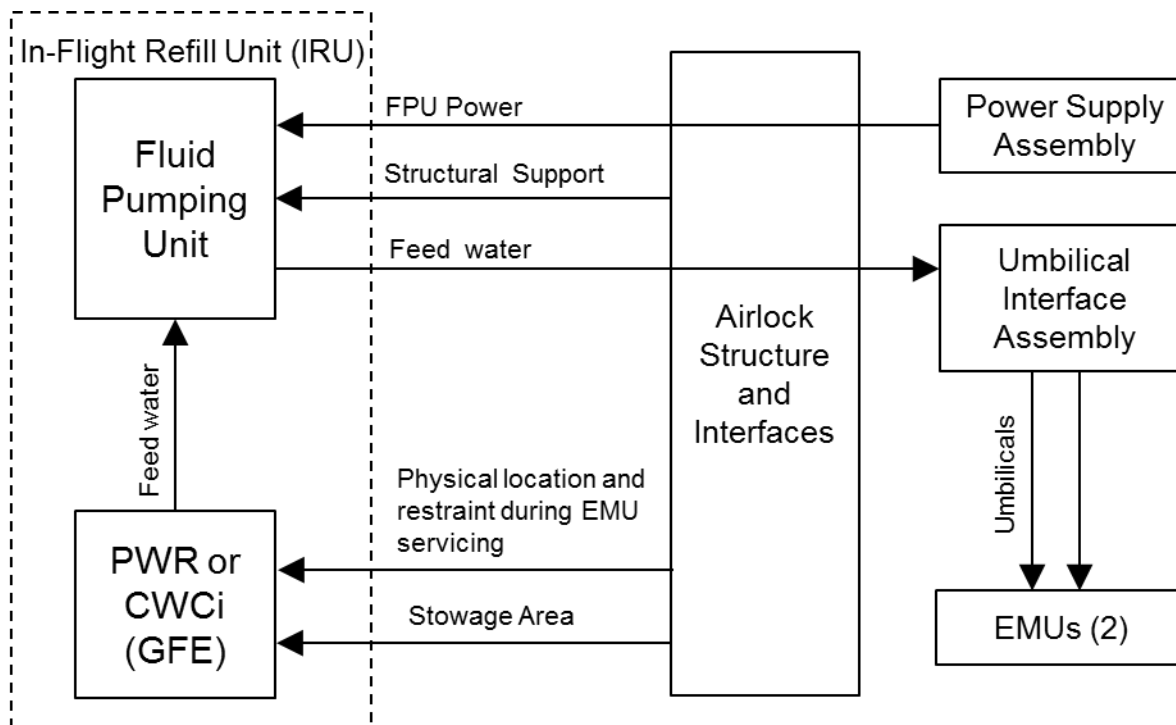 In-Flight Refill Unit (IRU)
Fluid
Pumping
Unit
FPU Power
Structural Support
Feed water
Power Supply
Assembly
Umbilical
Interface
Assembly
Airlock
Structure
and
Interfaces
Feed water
Physical location and
restraint during EMU
servicing
Stowage Area
PWR or
CWCi
(GFE)
Umbilicals
EMUs (2)